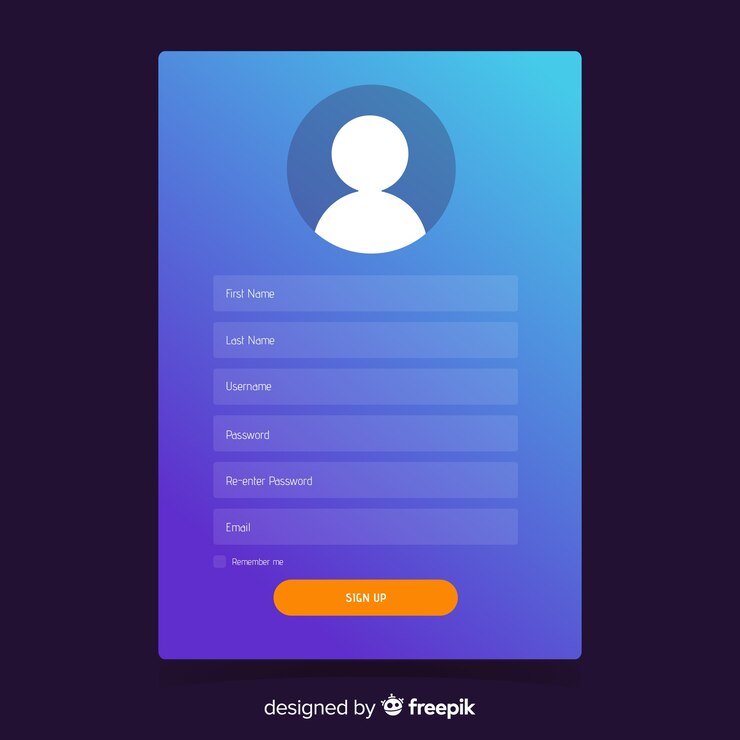 First Name
Last Name
Username
Password
Re-enter Password
Email
Remember me
SIGN UP
designed by freepik